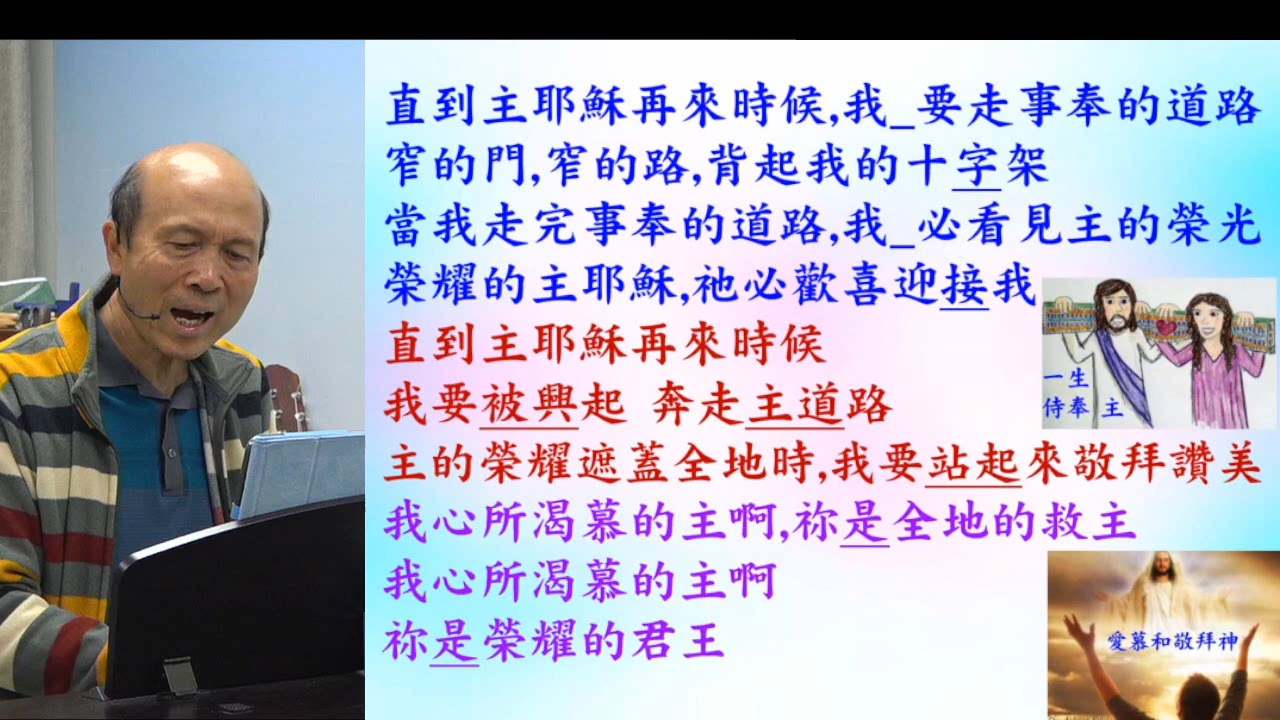 直到主耶穌再來時候,我_要走事奉的道路
窄的門,窄的路,背起我的十字架
當我走完事奉的道路,我_必看見主的榮光
榮耀的主耶穌,祂必歡喜迎接我
直到主耶穌再來時候
我要被興起 奔走主道路
主的榮耀遮蓋全地時,我要站起來敬拜讚美
我心所渴慕的主啊,祢是全地的救主
我心所渴慕的主啊
祢是榮耀的君王
一生
侍奉 主
愛慕和敬拜神